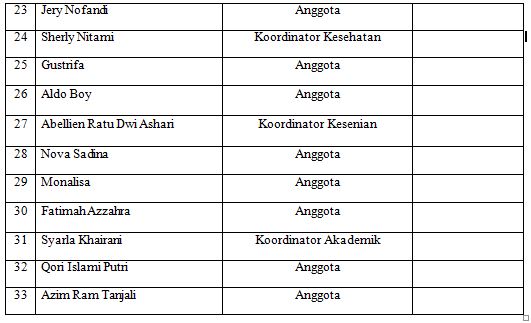 23 Jery Nofandi Anggota
24 Sherly Nitami Koordinator Kesehatan
25 Gustrifa Anggota
26 Aldo Boy Anggota
27 Abellien Ratu Dwi Ashari Koordinator Kesenian
28 Nova Sadina Anggota
29 Monalisa Anggota
30 Fatimah Azzahra Anggota
31 Syarla Khairani Koordinator Akademik
32 Qori Islami Putri Anggota
33 Azim Ram Tanjali Anggota